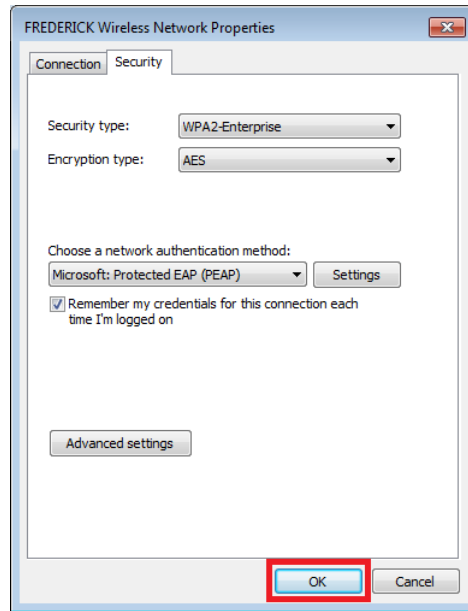 FREDERICK Wireless Network Properties
Connection Security
Security type: WPA2-Enterprise
Encryption type: AES
Choose a network authentication method:
Microsoft: Protected EAP (PEAP) Settings
Remember my credentials for this connection each
time I'm logged on
Advanced settings
OK Cancel